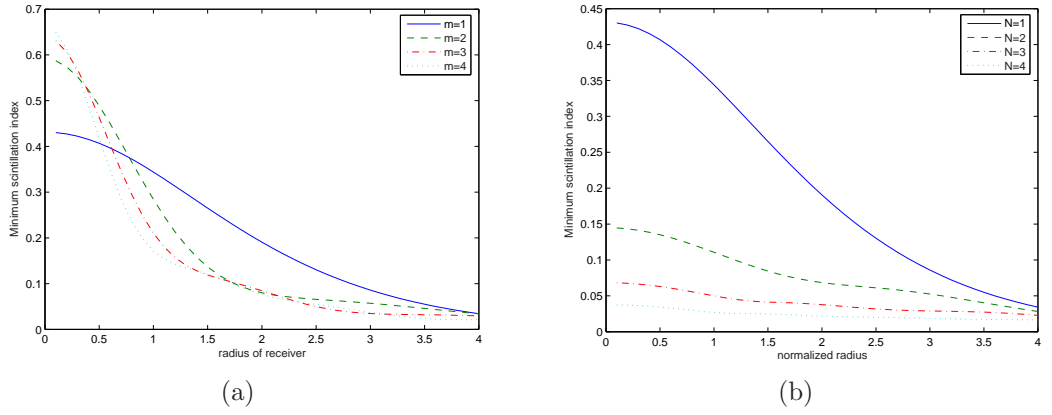 0.7
0.6
0.5
0.4
0.3
0.2
0.1
0
Minimum scintillation index
m=1
m=2
m=3
m=4
0 0.5 1 1.5 2 2.5 3 3.5 4
radius of receiver
(a)
0.45
0.4
0.35
0.3
0.25
0.2
0.15
0.1
0.05
0
Minimum scintillation index
N=1
N=2
N=3
N=4
0 0.5 1 1.5 2 2.5 3 3.5 4
normalized radius
(b)